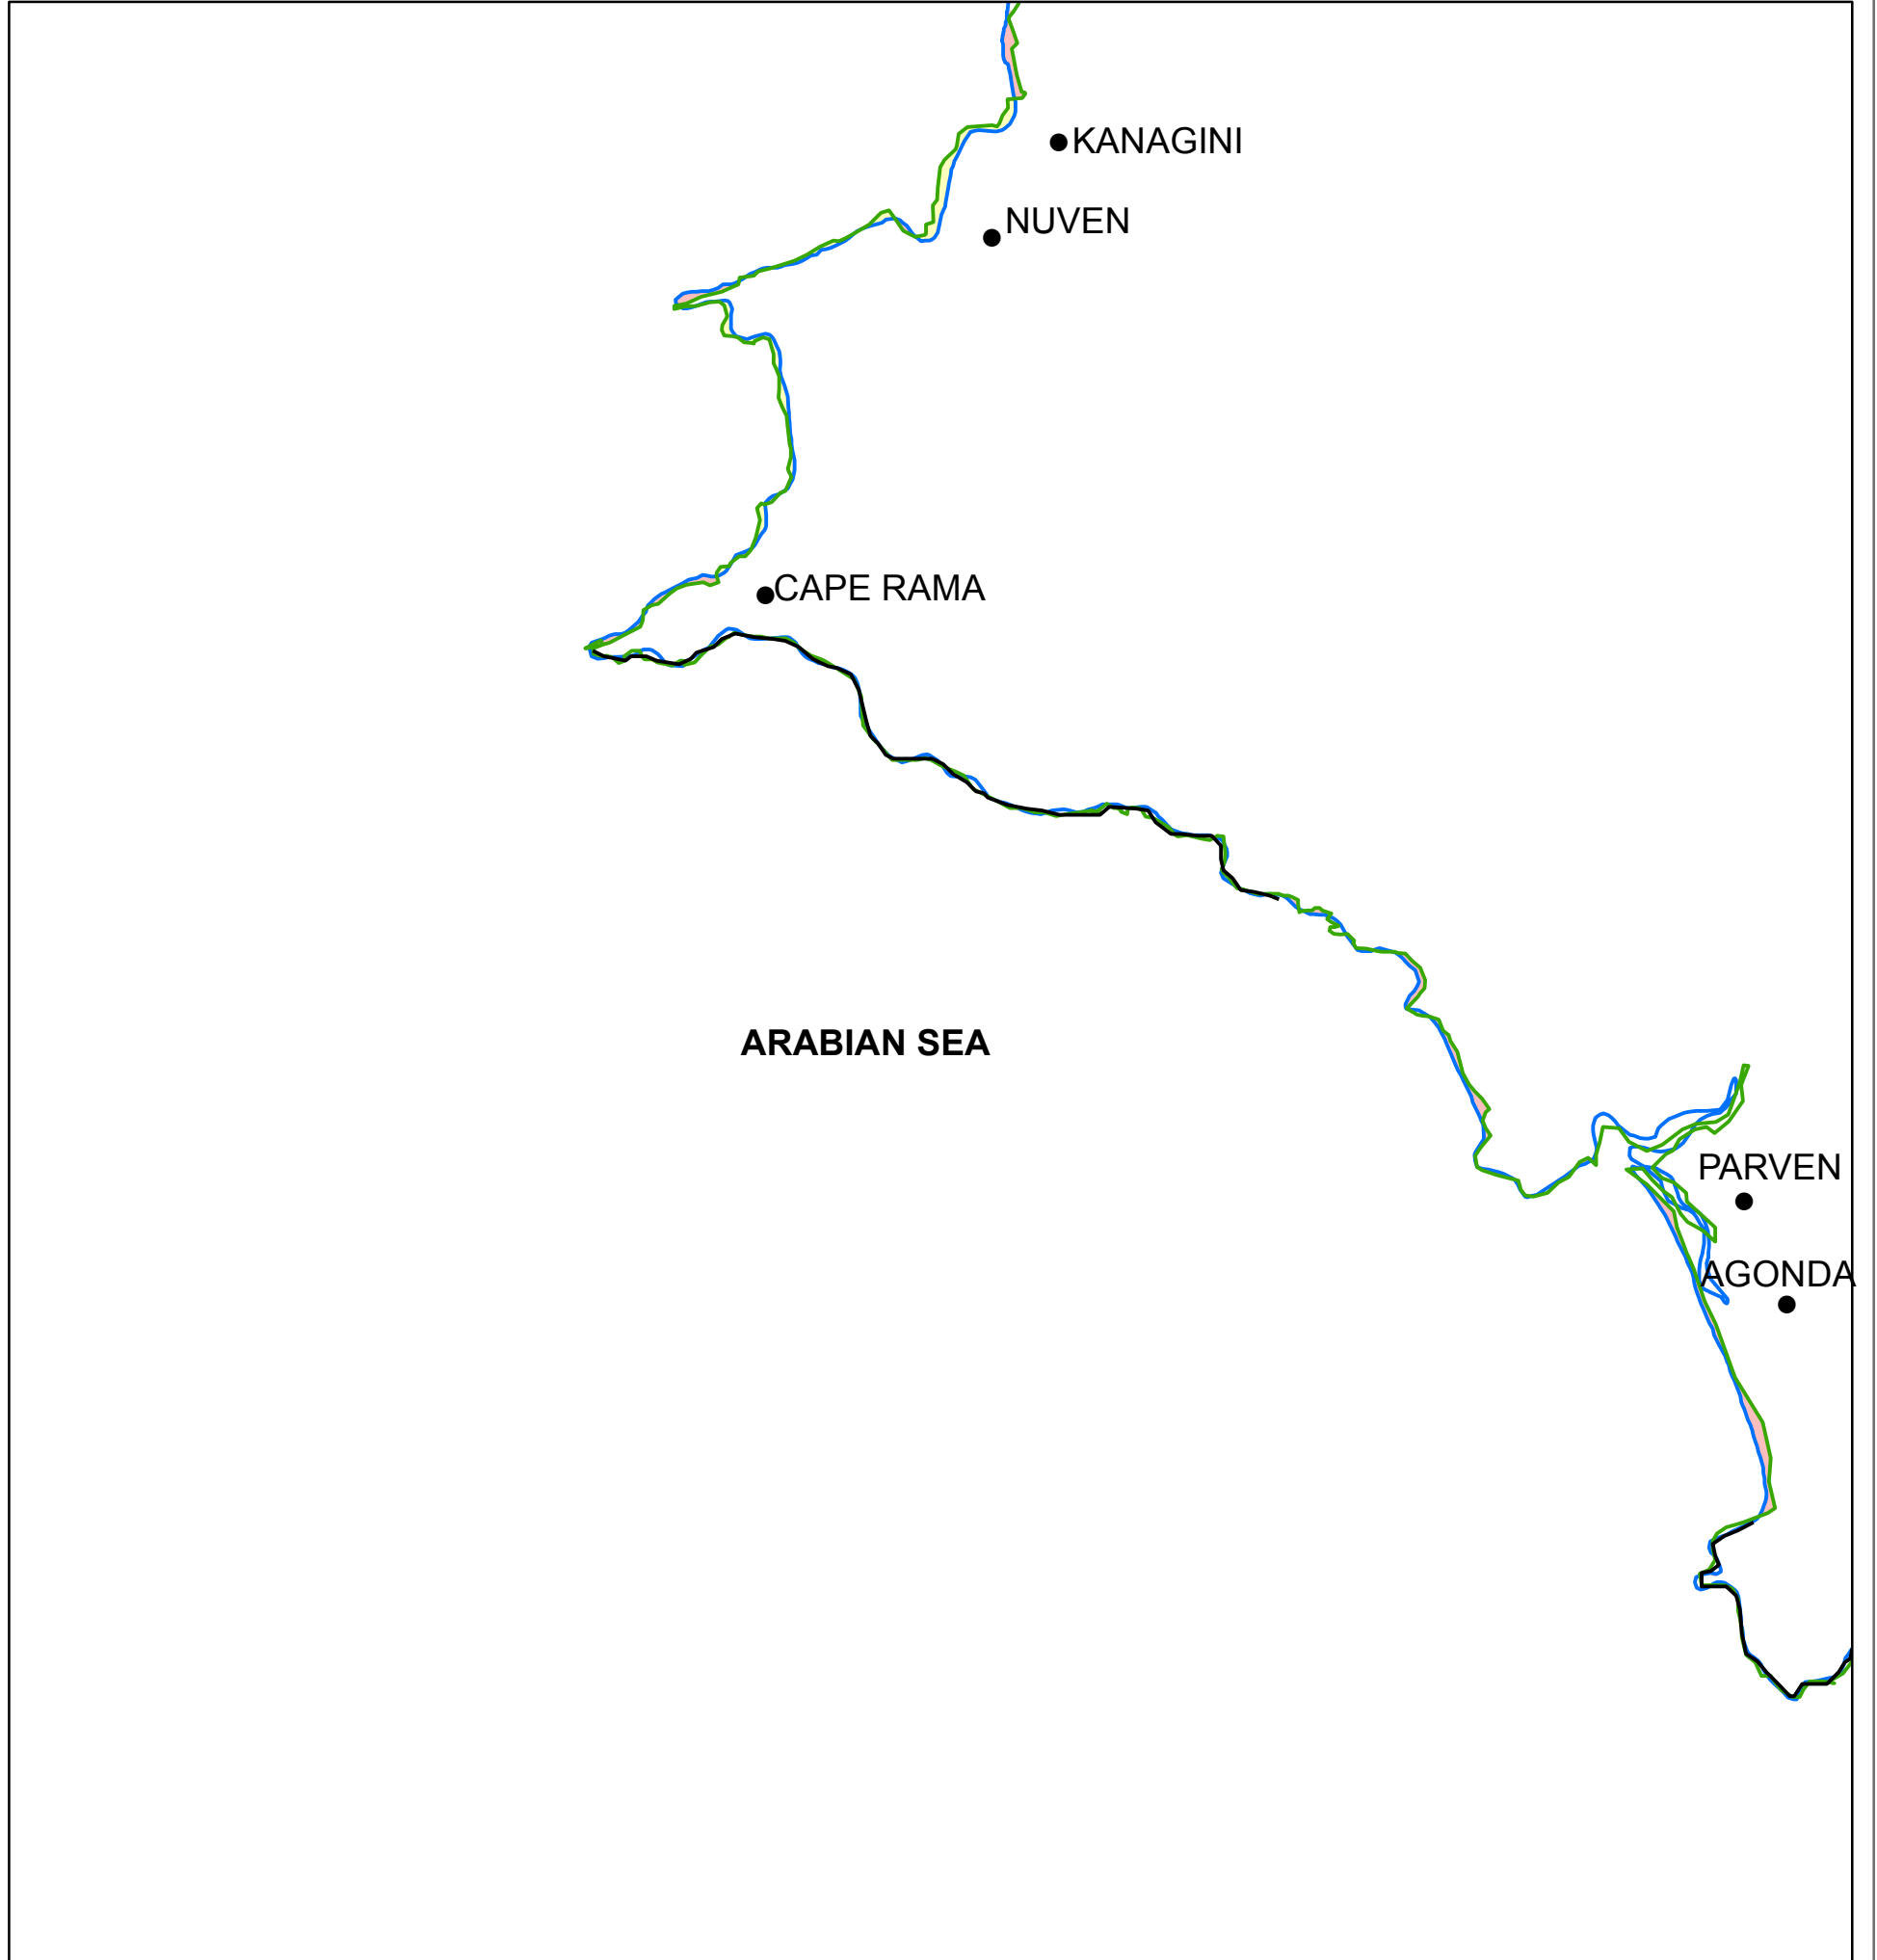 KANAGINI
NUVEN
CAPE RAMA
ARABIAN SEA
PARVEN
AGONDA